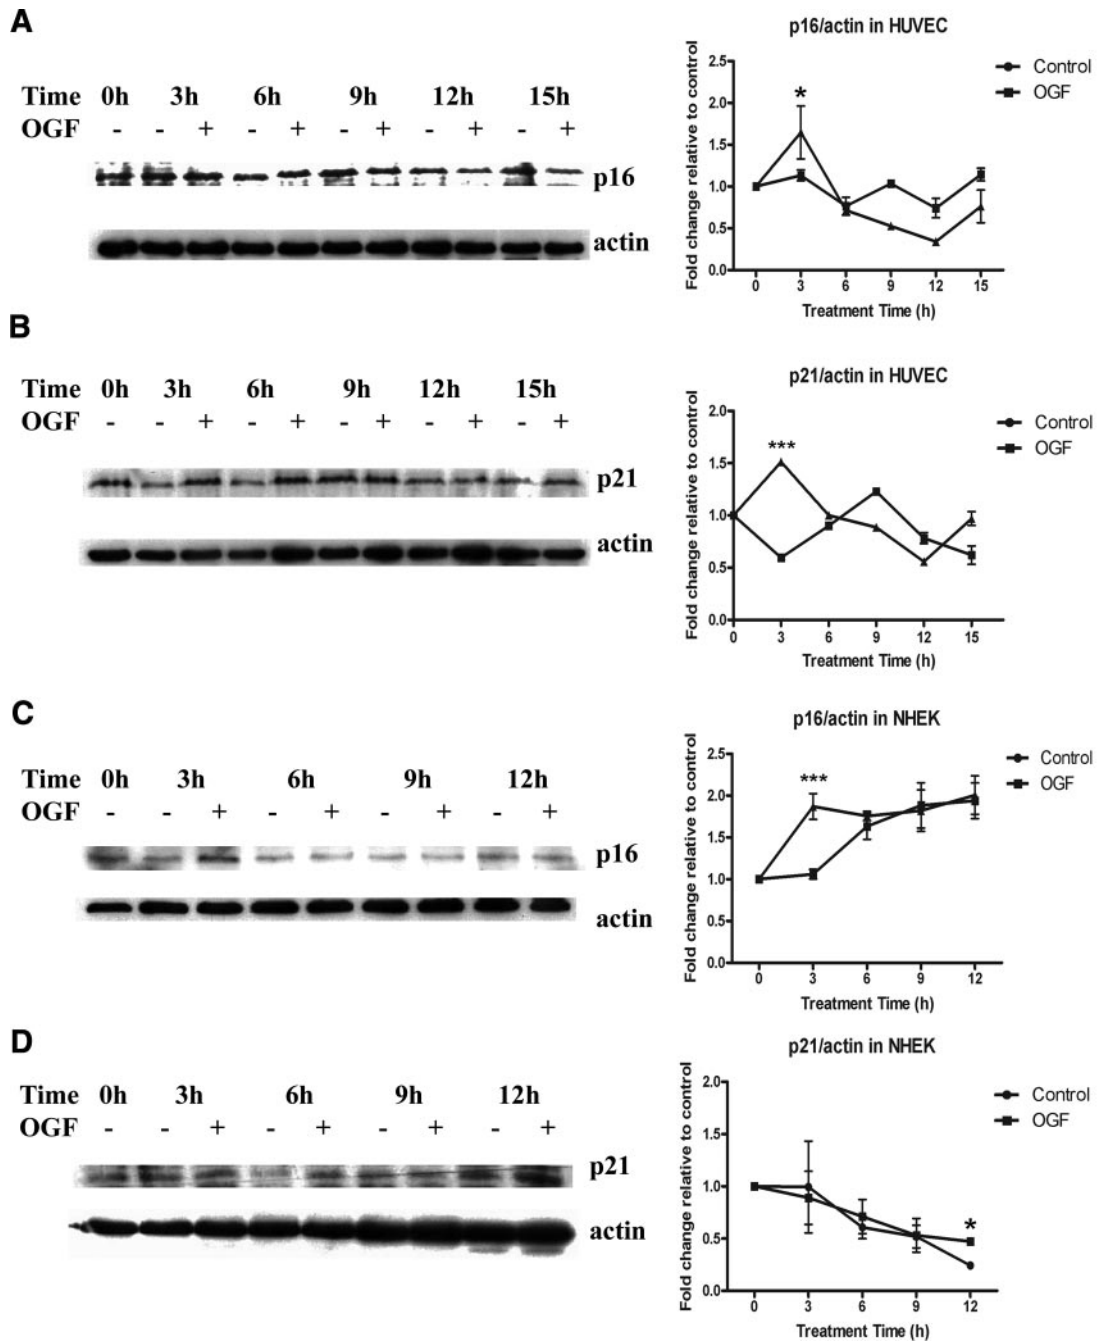 A
Time 0h 3h 6h 9h 12h 15h
OGF - - + - + - + - + - +
p16
actin
p16/actin in HUVEC
Fold change relative to control
2.5
2.0
1.5
1.0
0.5
0.0
*
0 3 6 9 12 15
Treatment Time (h)
Control
OGF
B
Time 0h 3h 6h 9h 12h 15h
OGF - - + - + - + - + - +
p21
actin
p21/actin in HUVEC
Fold change relative to control
2.0
1.5
1.0
0.5
0.0
***
0 3 6 9 12 15
Treatment Time (h)
Control
OGF
C
Time 0h 3h 6h 9h 12h
OGF - - + - + - + - +
p16
actin
p16/actin in NHEK
Fold change relative to control
2.5
2.0
1.5
1.0
0.5
0.0
***
0 3 6 9 12
Treatment Time (h)
Control
OGF
D
Time 0h 3h 6h 9h 12h
OGF - - + - + - + - +
p21
actin
p21/actin in NHEK
Fold change relative to control
2.0
1.5
1.0
0.5
0.0
*
0 3 6 9 12
Treatment Time (h)
Control
OGF